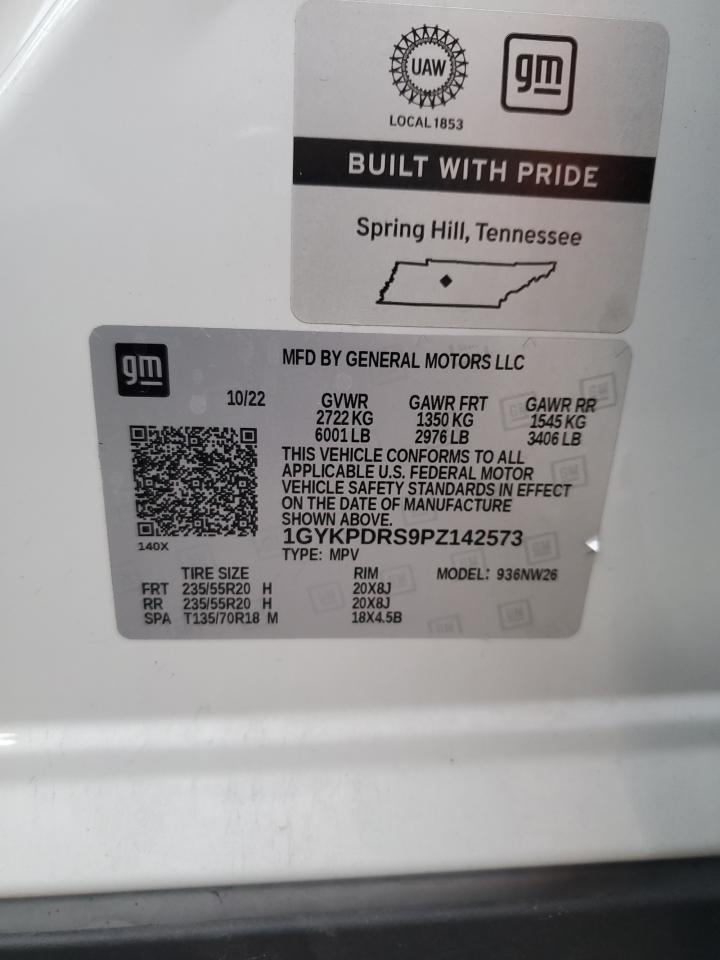 UAW
gm
LOCAL 1853
BUILT WITH PRIDE
Spring Hill, Tennessee
gm
MFD BY GENERAL MOTORS LLC
10/22 GVWR GAWR FRT GAWR RR
2722 KG 1350 KG 1545 KG
6001 LB 2976 LB 3406 LB
THIS VEHICLE CONFORMS TO ALL
APPLICABLE U.S. FEDERAL MOTOR
VEHICLE SAFETY STANDARDS IN EFFECT
ON THE DATE OF MANUFACTURE
SHOWN ABOVE.
140X
1GYKPDRS9PZ142573
TYPE: MPV
TIRE SIZE RIM MODEL: 936NW26
FRT 235/55R20 H 20X8J
RR 235/55R20 H 20X8J
SPA T135/70R18 M 18X4.5B